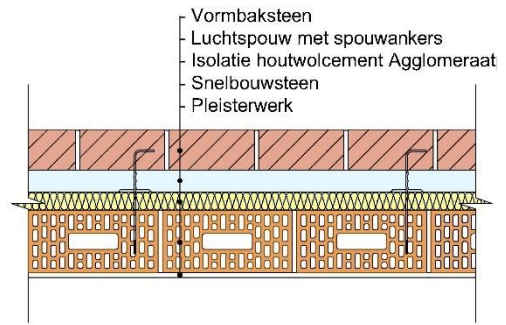 Vormbaksteen
Luchtspouw met spouwankers
Isolatie houtwolcement Agglomeraat
Snelbouwsteen
Pleisterwerk